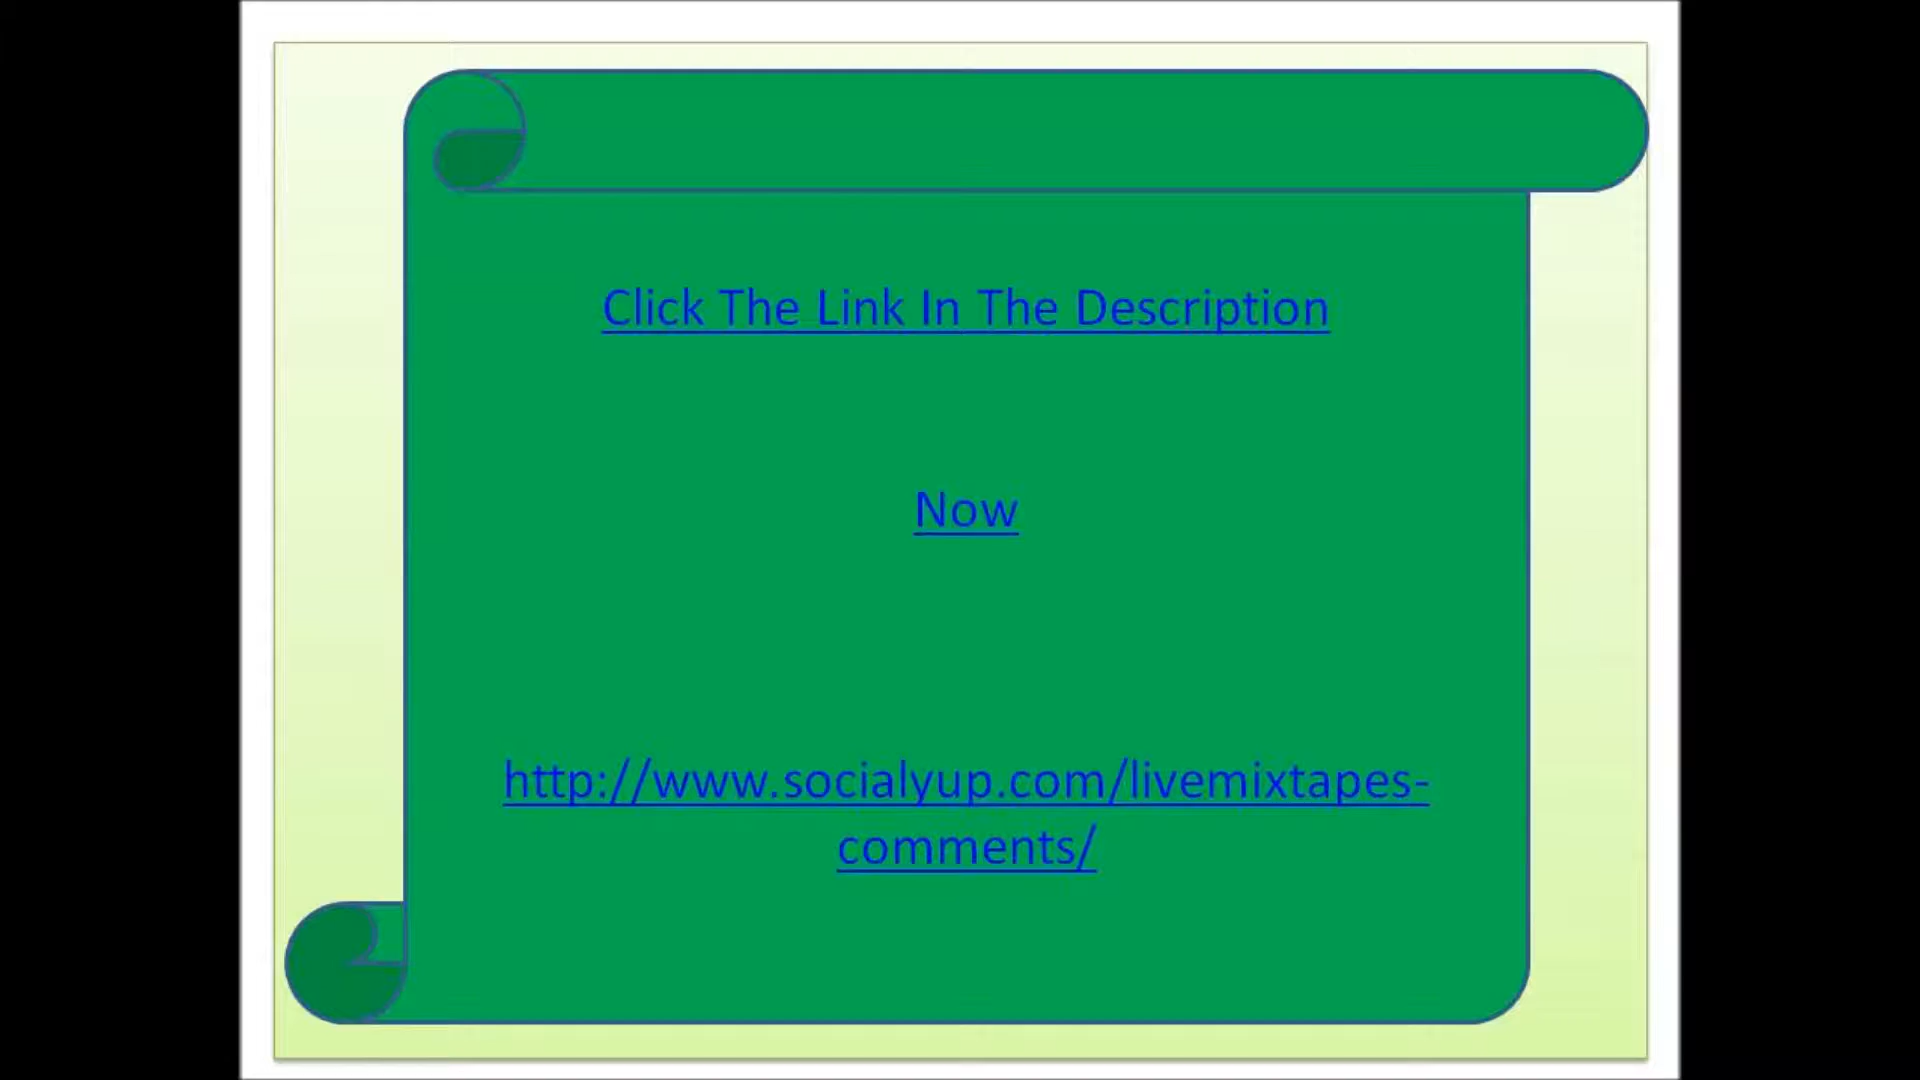 Click The Link In The Description
Now
http://www.socialyup.com/livemixtapes-
comments/